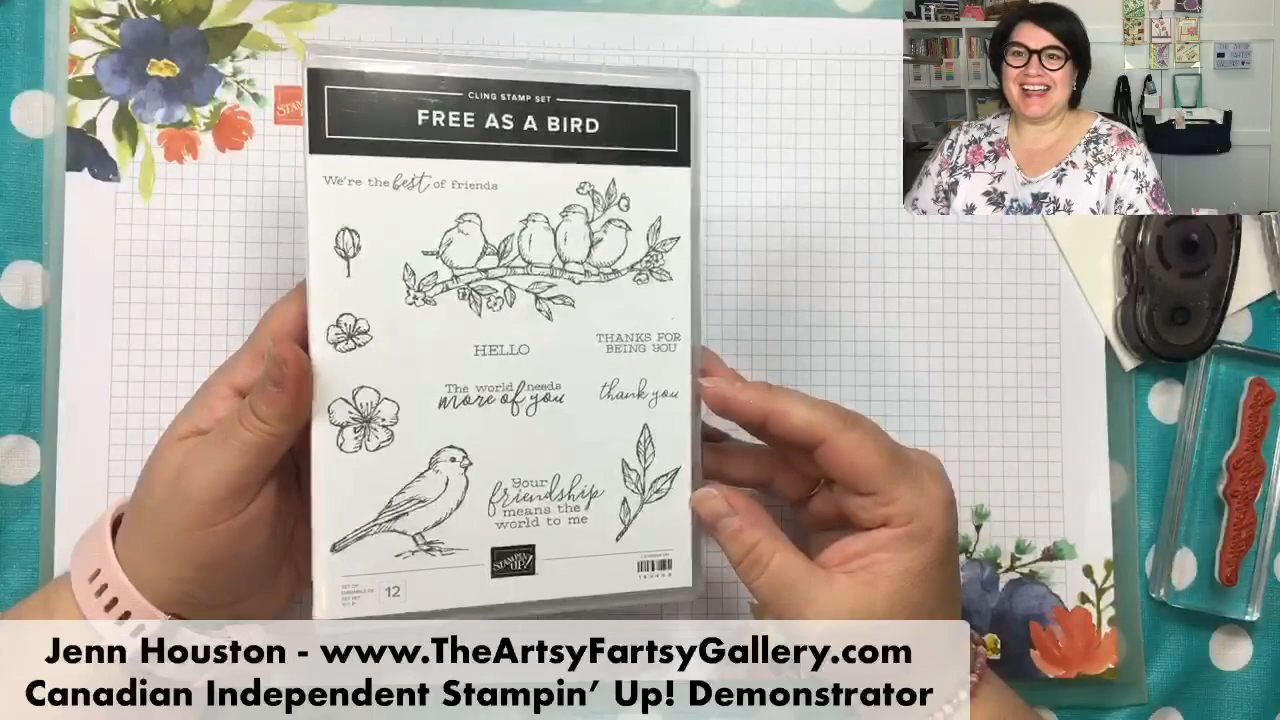 CLING STAMP SET
FREE AS A BIRD
We're the best of friends
HELLO
THANKS FOR
BEING YOU
The world needs
more of you
thank you
Your
friendship
means the
world to me
STAMPIN'
UP!
12
Jenn Houston - www.TheArtsyFartsyGallery.com
Canadian Independent Stampin' Up! Demonstrator